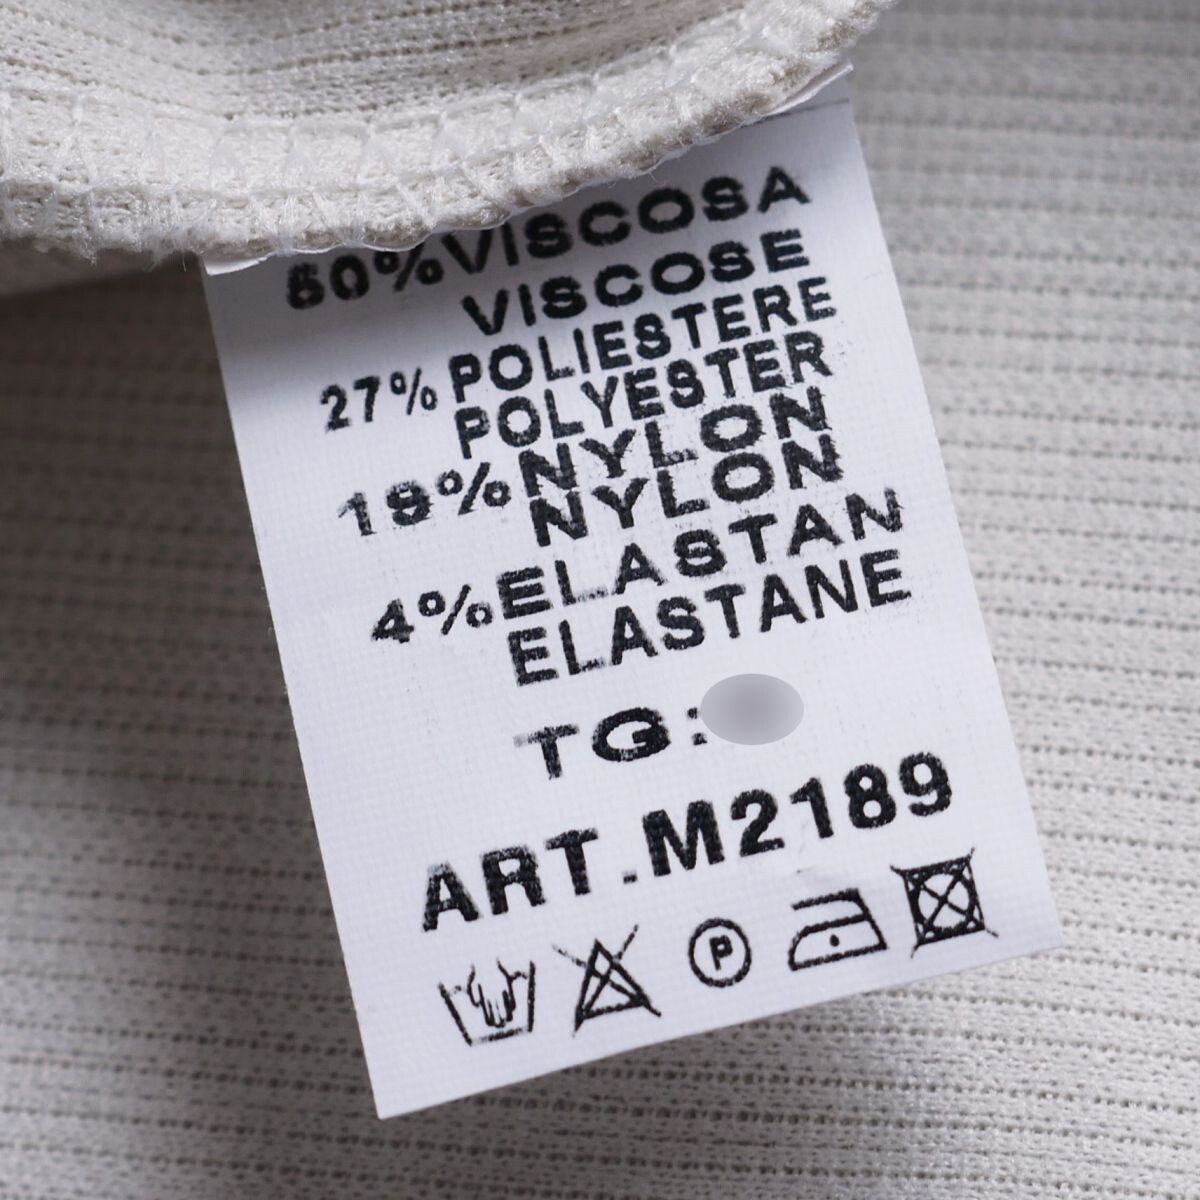 50% VISCOSA
VISCOSE
27% POLIESTERE
POLYESTER
19% NYLON
NYLON
4% ELASTAN
ELASTANE
TG:
ART.M2189
P